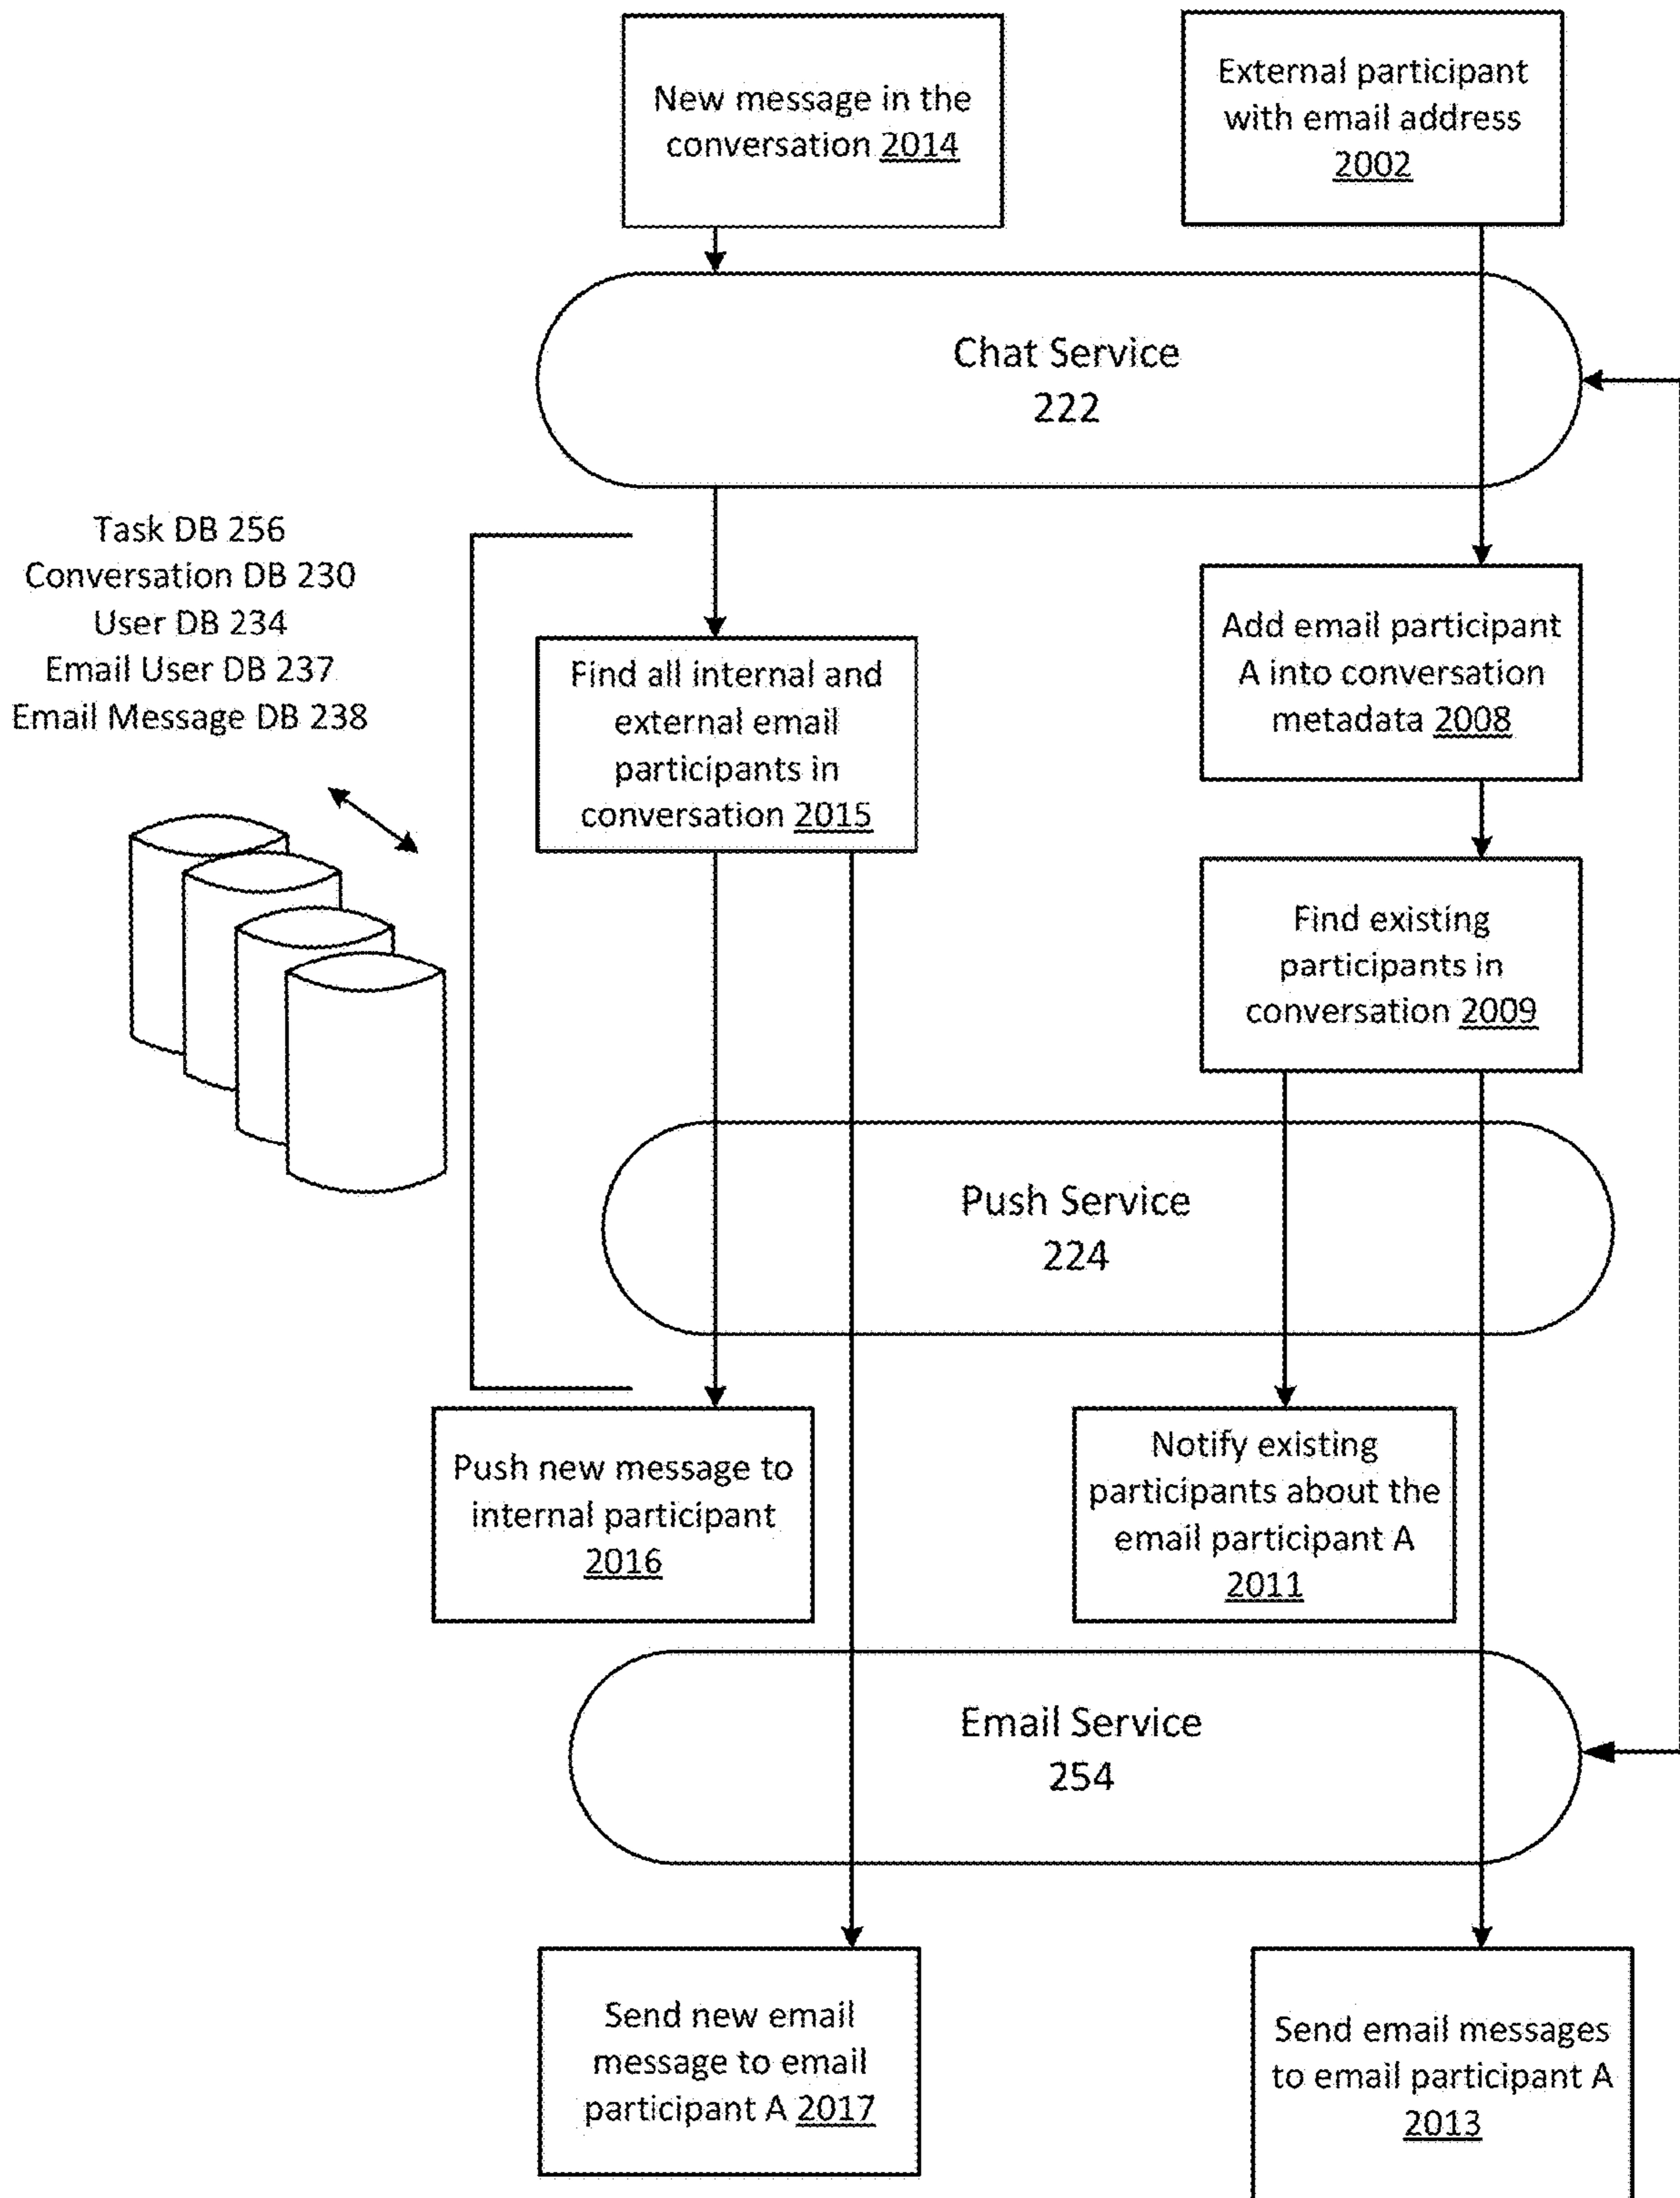 New message in the
conversation 2014
External participant
with email address
2002
Chat Service
222
Task DB 256
Conversation DB 230
User DB 234
Email User DB 237
Email Message DB 238
Find all internal and
external email
participants in
conversation 2015
Add email participant
A into conversation
metadata 2008
Find existing
participants in
conversation 2009
Push Service
224
Push new message to
internal participant
2016
Notify existing
participants about the
email participant A
2011
Email Service
254
Send new email
message to email
participant A 2017
Send email messages
to email participant A
2013